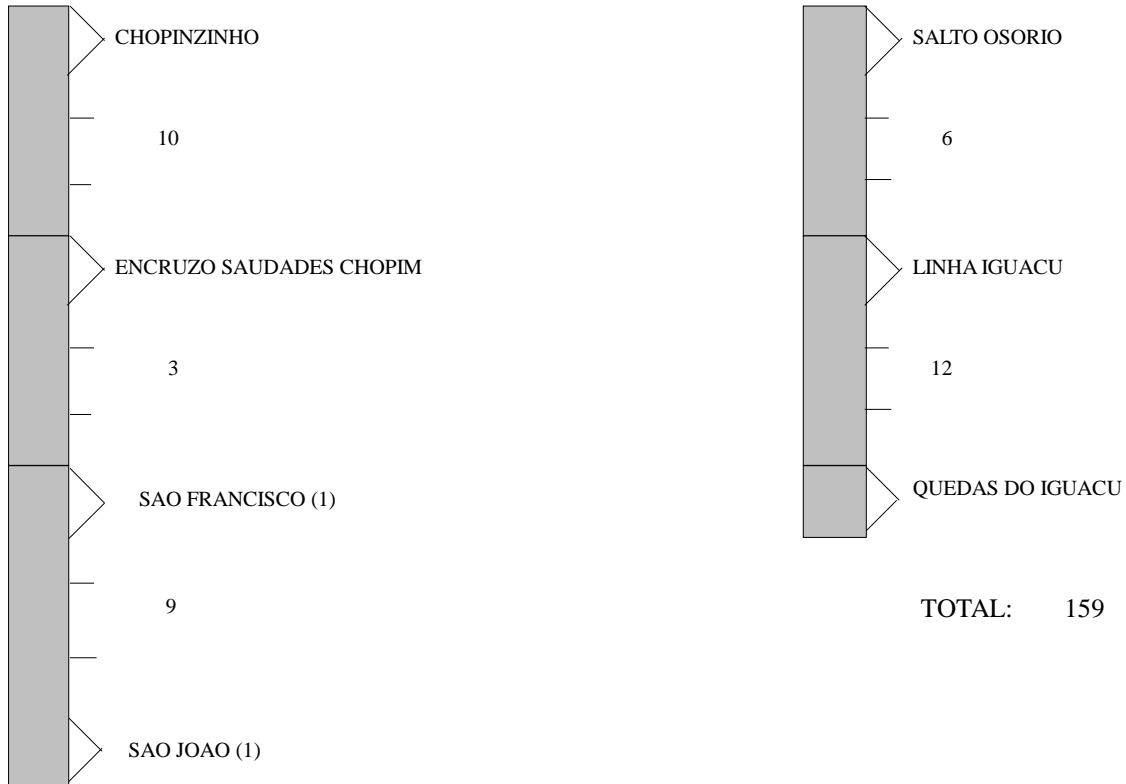 CHOPINZINHO
10
ENCRUZO SAUDADES CHOPIM
3
SAO FRANCISCO (1)
9
SAO JOAO (1)
SALTO OSORIO
6
LINHA IGUACU
12
QUEDAS DO IGUACU
TOTAL: 159